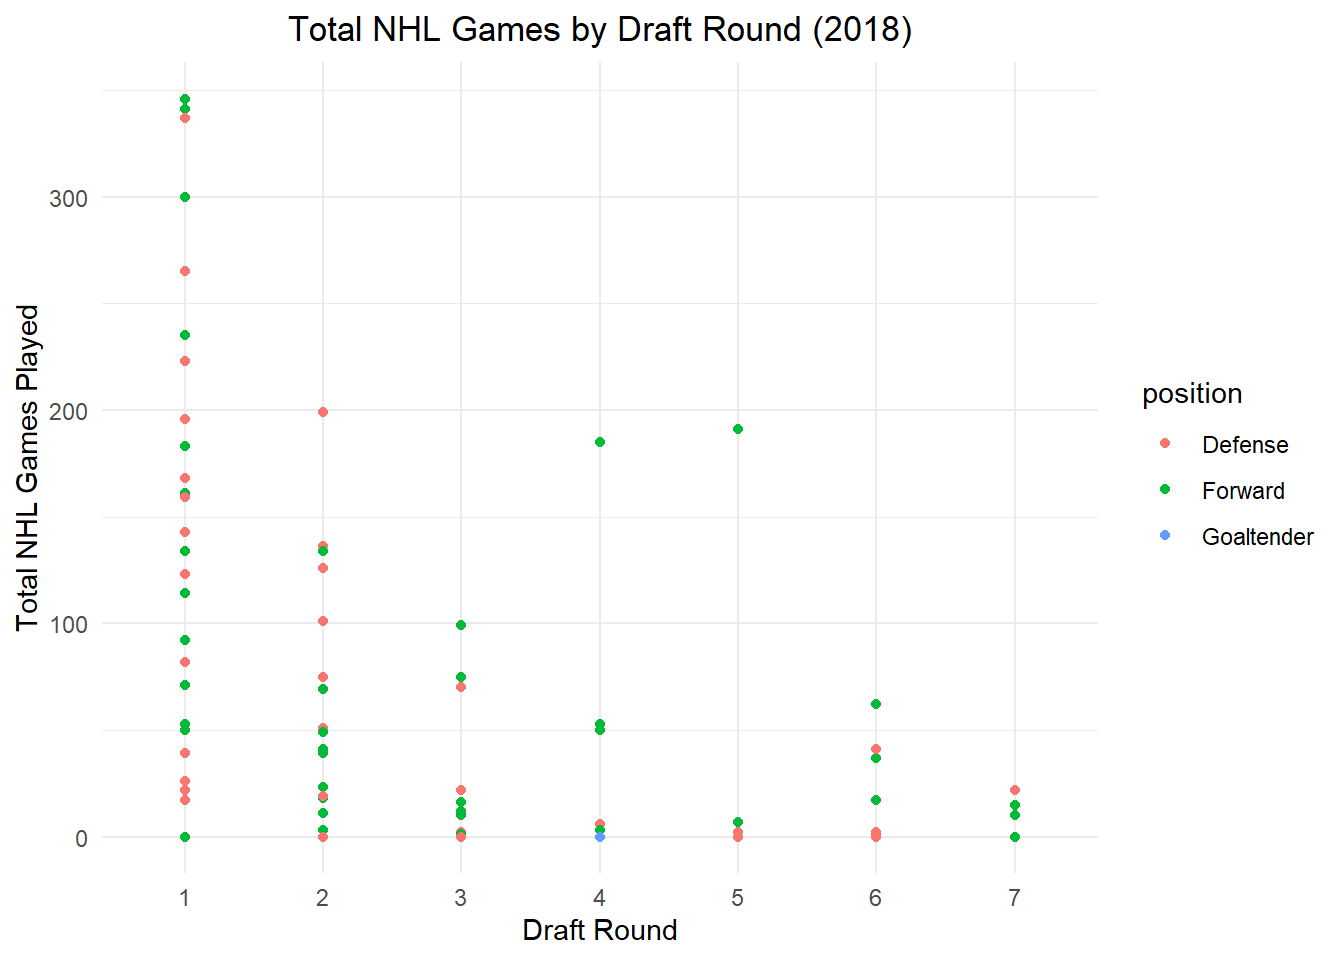 Total NHL Games by Draft Round (2018)
Total NHL Games Played
300
200
100
0
1 2 3 4 5 6 7
Draft Round
position
Defense
Forward
Goaltender